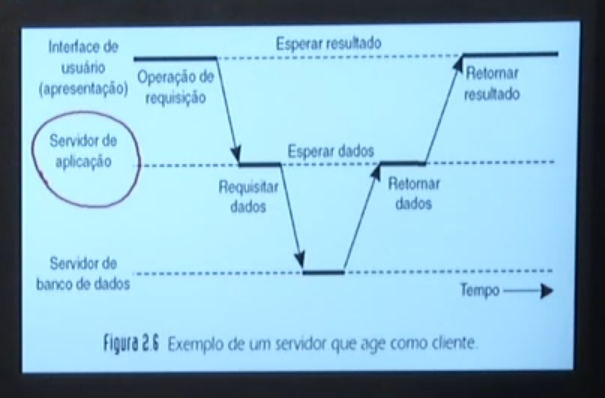 Interface de
usuário
(apresentação)
Esperar resultado
Operação de
requisição
Retornar
resultado
Servidor de
aplicação
Esperar dados
Requisitar
dados
Retornar
dados
Servidor de
banco de dados
Tempo
Figura 2.6 Exemplo de um servidor que age como cliente.